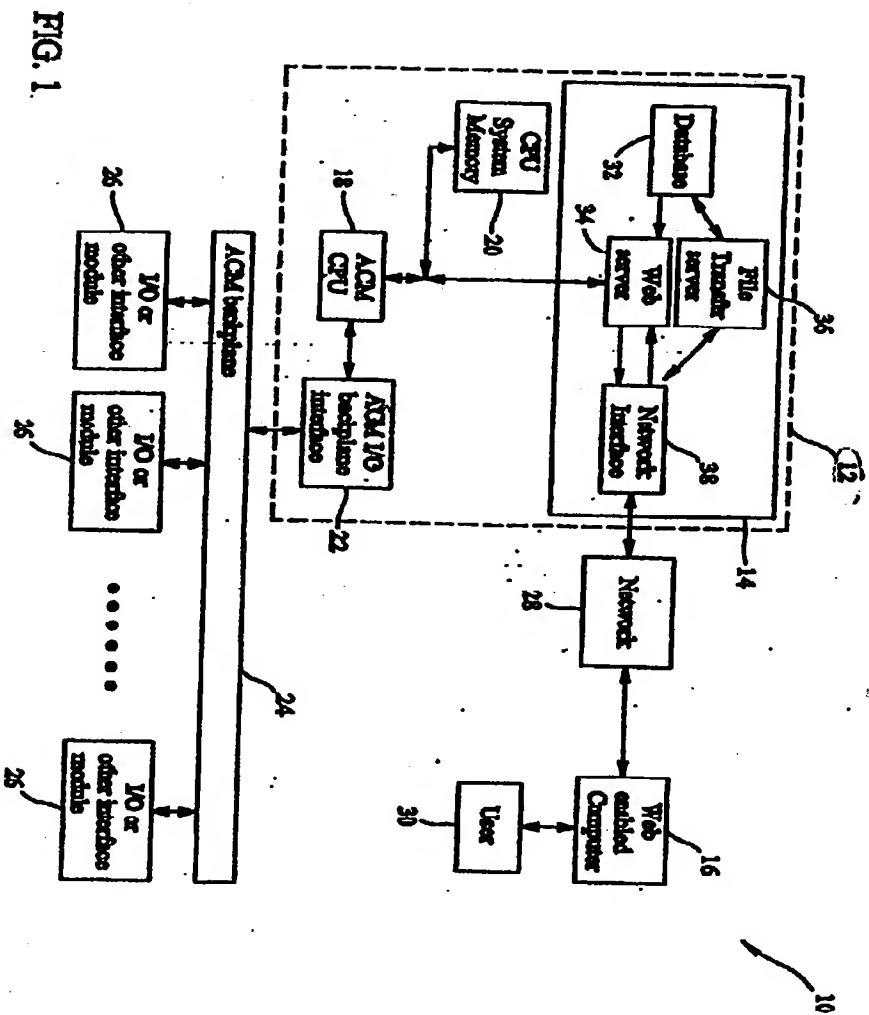 10
12
36
File
Transfer
server
Database
32
34
Web
server
Network
Interface
38
14
Network
28
Web
enabled
Computer
16
User
30
CPU
System
Memory
20
18
ACM
CPU
ACM I/O
backplane
interface
22
ACM backplane
24
26
I/O or
other interface
module
26
I/O or
other interface
module
26
I/O or
other interface
module
FIG. 1